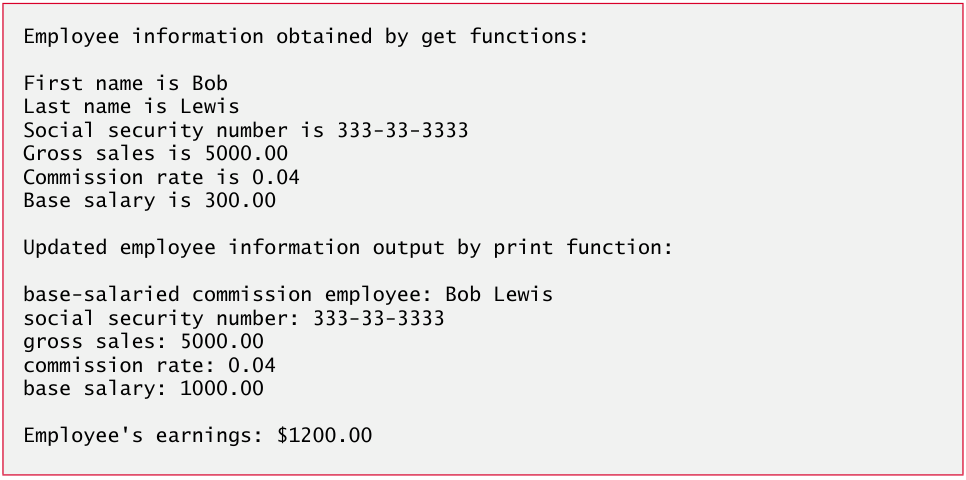 Employee information obtained by get functions:
First name is Bob
Last name is Lewis
Social security number is 333-33-3333
Gross sales is 5000.00
Commission rate is 0.04
Base salary is 300.00
Updated employee information output by print function:
base-salaried commission employee: Bob Lewis
social security number: 333-33-3333
gross sales: 5000.00
commission rate: 0.04
base salary: 1000.00
Employee's earnings: $1200.00